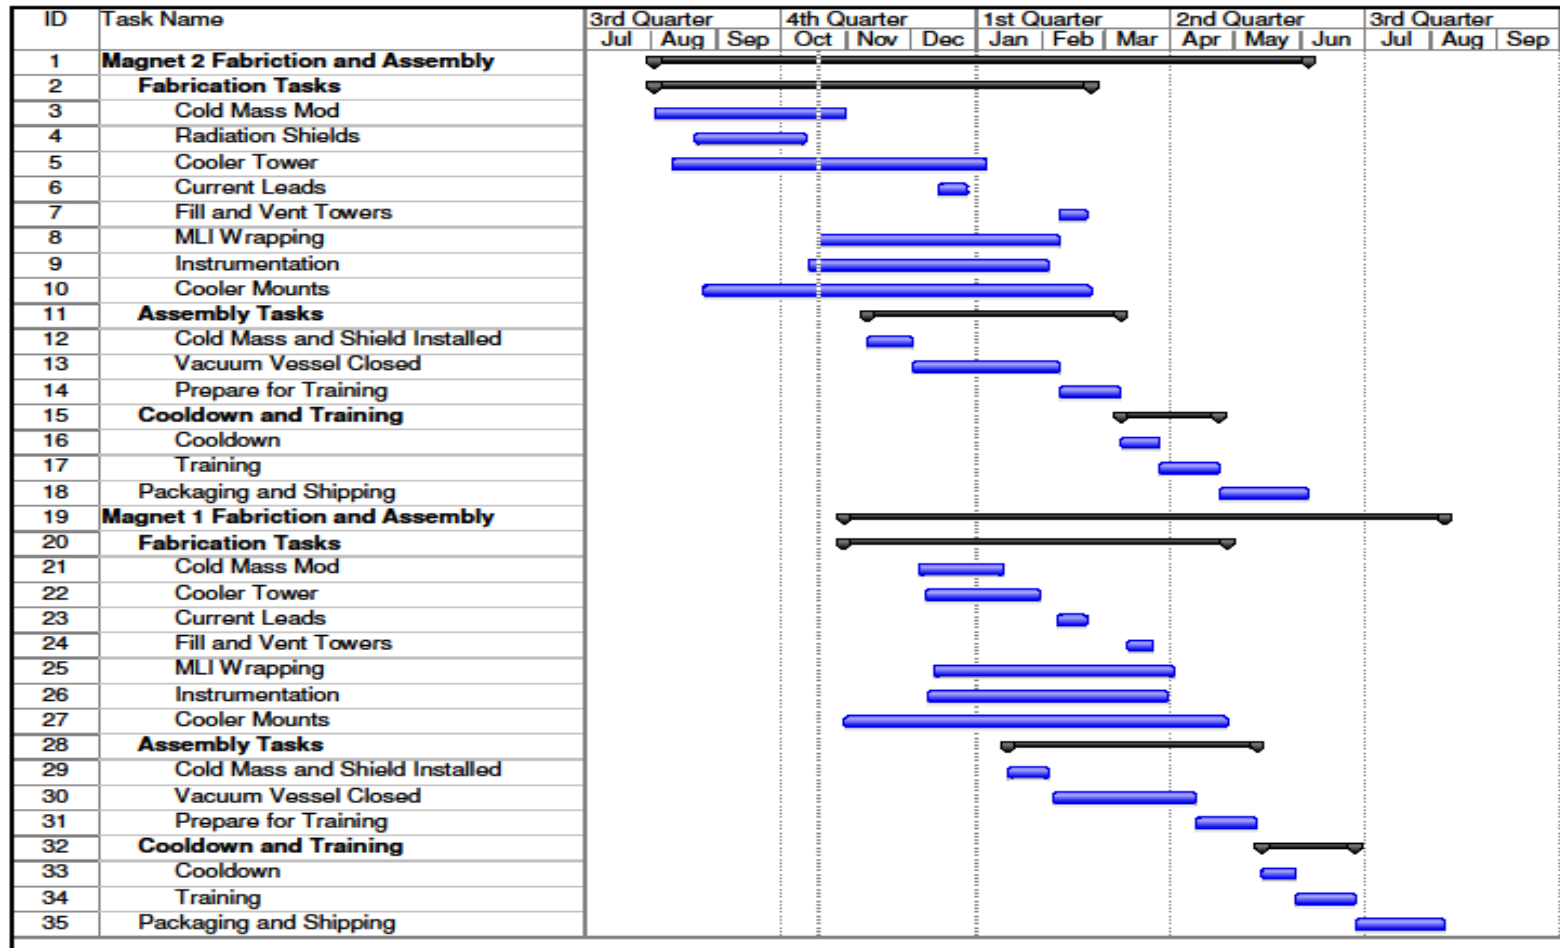 ID Task Name 3rd Quarter 4th Quarter 1st Quarter 2nd Quarter 3rd Quarter
Jul Aug Sep Oct Nov Dec Jan Feb Mar Apr May Jun Jul Aug Sep
1 Magnet 2 Fabriction and Assembly
2 Fabrication Tasks
3 Cold Mass Mod
4 Radiation Shields
5 Cooler Tower
6 Current Leads
7 Fill and Vent Towers
8 MLI Wrapping
9 Instrumentation
10 Cooler Mounts
11 Assembly Tasks
12 Cold Mass and Shield Installed
13 Vacuum Vessel Closed
14 Prepare for Training
15 Cooldown and Training
16 Cooldown
17 Training
18 Packaging and Shipping
19 Magnet 1 Fabriction and Assembly
20 Fabrication Tasks
21 Cold Mass Mod
22 Cooler Tower
23 Current Leads
24 Fill and Vent Towers
25 MLI Wrapping
26 Instrumentation
27 Cooler Mounts
28 Assembly Tasks
29 Cold Mass and Shield Installed
30 Vacuum Vessel Closed
31 Prepare for Training
32 Cooldown and Training
33 Cooldown
34 Training
35 Packaging and Shipping